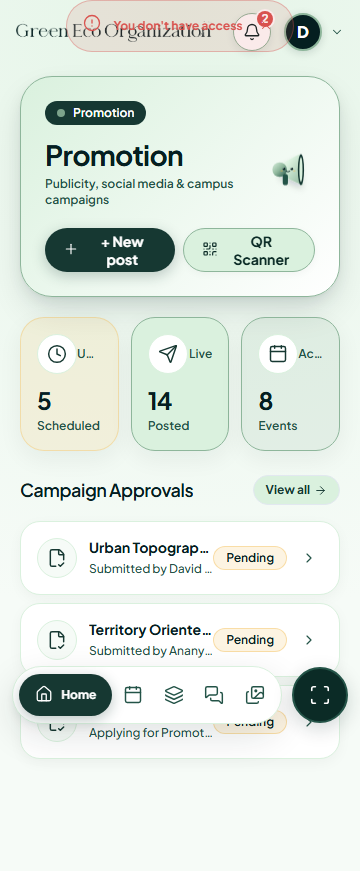 You don't have access
Green Eco Organization
2
D
Promotion
Promotion
Publicity, social media & campus
campaigns
+ New
post
QR
Scanner
U...
Live
Ac...
5
14
8
Scheduled
Posted
Events
Campaign Approvals
View all →
Urban Topograp...
Submitted by David ...
Pending
Territory Oriente...
Submitted by Anany...
Pending
Home
Pending
Applying for Promot...